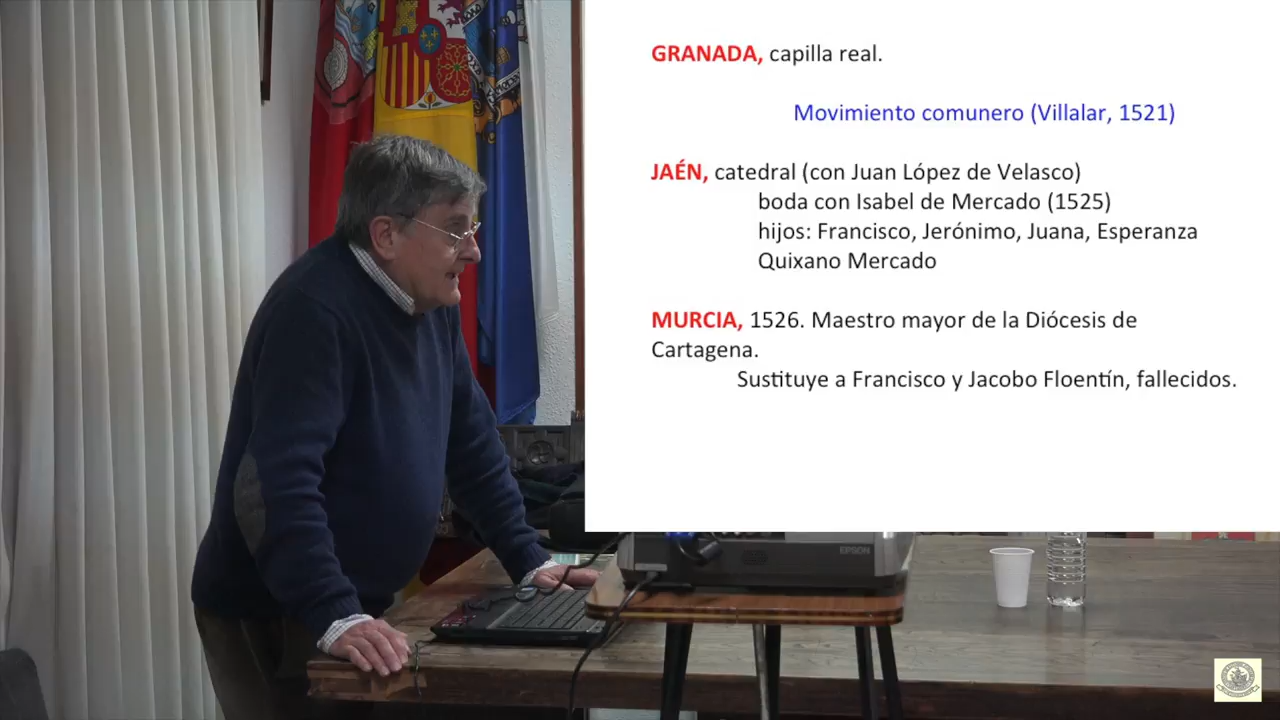 GRANADA, capilla real.
Movimiento comunero (Villalar, 1521)
JAÉN, catedral (con Juan López de Velasco)
boda con Isabel de Mercado (1525)
hijos: Francisco, Jerónimo, Juana, Esperanza
Quixano Mercado
MURCIA, 1526. Maestro mayor de la Diócesis de
Cartagena.
Sustituye a Francisco y Jacobo Floentín, fallecidos.
EPSON